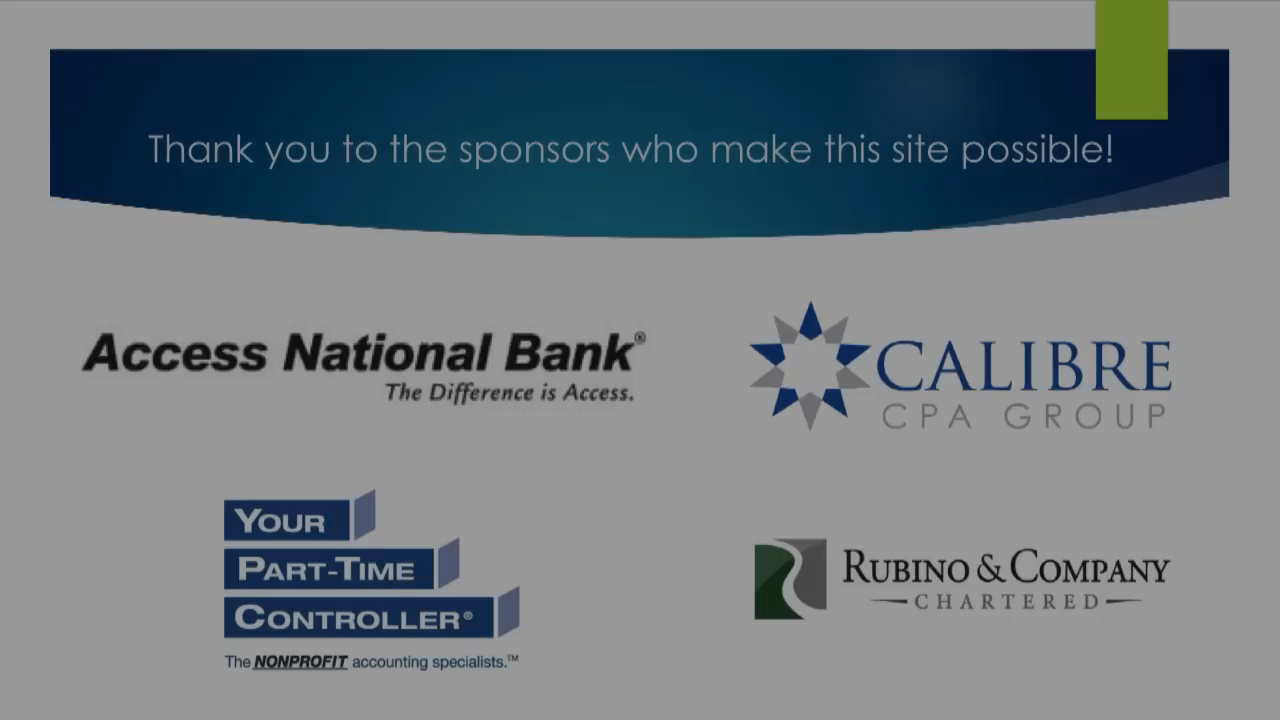 Thank you to the sponsors who make this site possible!
Access National Bank®
The Difference is Access.
CALIBRE
CPA GROUP
YOUR
PART-TIME
CONTROLLER®
The NONPROFIT accounting specialists.™
RUBINO & COMPANY
CHARTERED